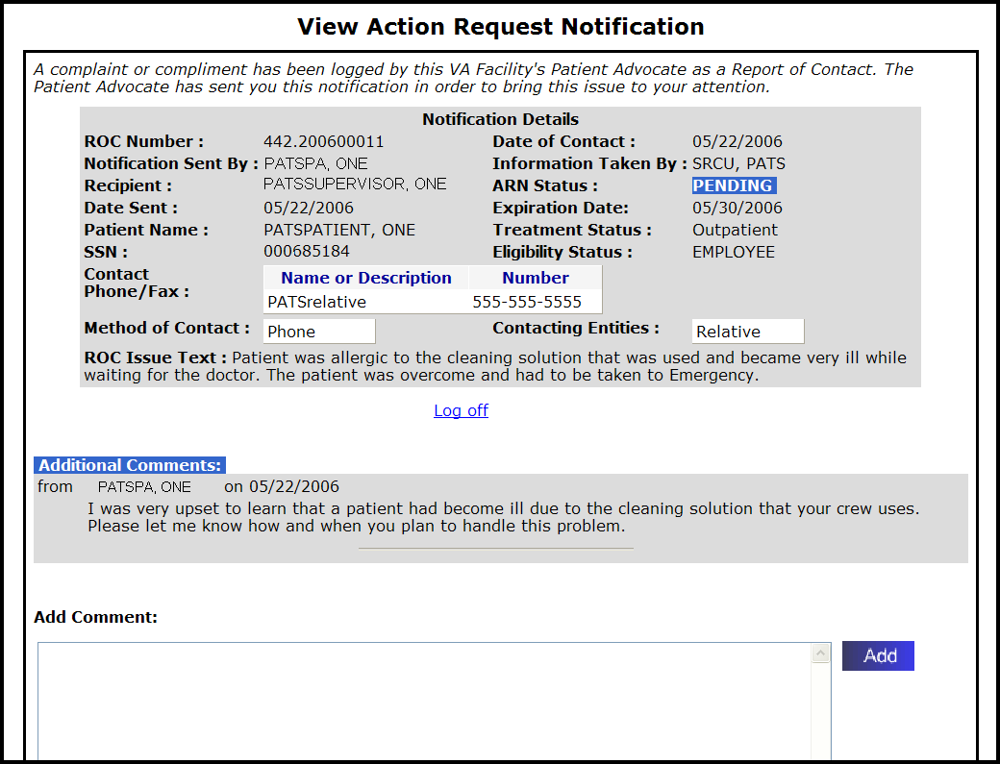 View Action Request Notification
A complaint or compliment has been logged by this VA Facility's Patient Advocate as a Report of Contact. The
Patient Advocate has sent you this notification in order to bring this issue to your attention.
Notification Details
ROC Number : 442.200600011 Date of Contact : 05/22/2006
Notification Sent By : PATSPA, ONE Information Taken By : SRCU, PATS
Recipient : PATSSUPERVISOR, ONE ARN Status : PENDING
Date Sent : 05/22/2006 Expiration Date: 05/30/2006
Patient Name : PATSPATIENT, ONE Treatment Status : Outpatient
SSN : 000685184 Eligibility Status : EMPLOYEE
Contact
Phone/Fax :
Name or Description Number
PATSrelative 555-555-5555
Method of Contact : Phone Contacting Entities : Relative
ROC Issue Text : Patient was allergic to the cleaning solution that was used and became very ill while
waiting for the doctor. The patient was overcome and had to be taken to Emergency.
Log off
Additional Comments:
from PATSPA, ONE on 05/22/2006
I was very upset to learn that a patient had become ill due to the cleaning solution that your crew uses.
Please let me know how and when you plan to handle this problem.
Add Comment:
Add